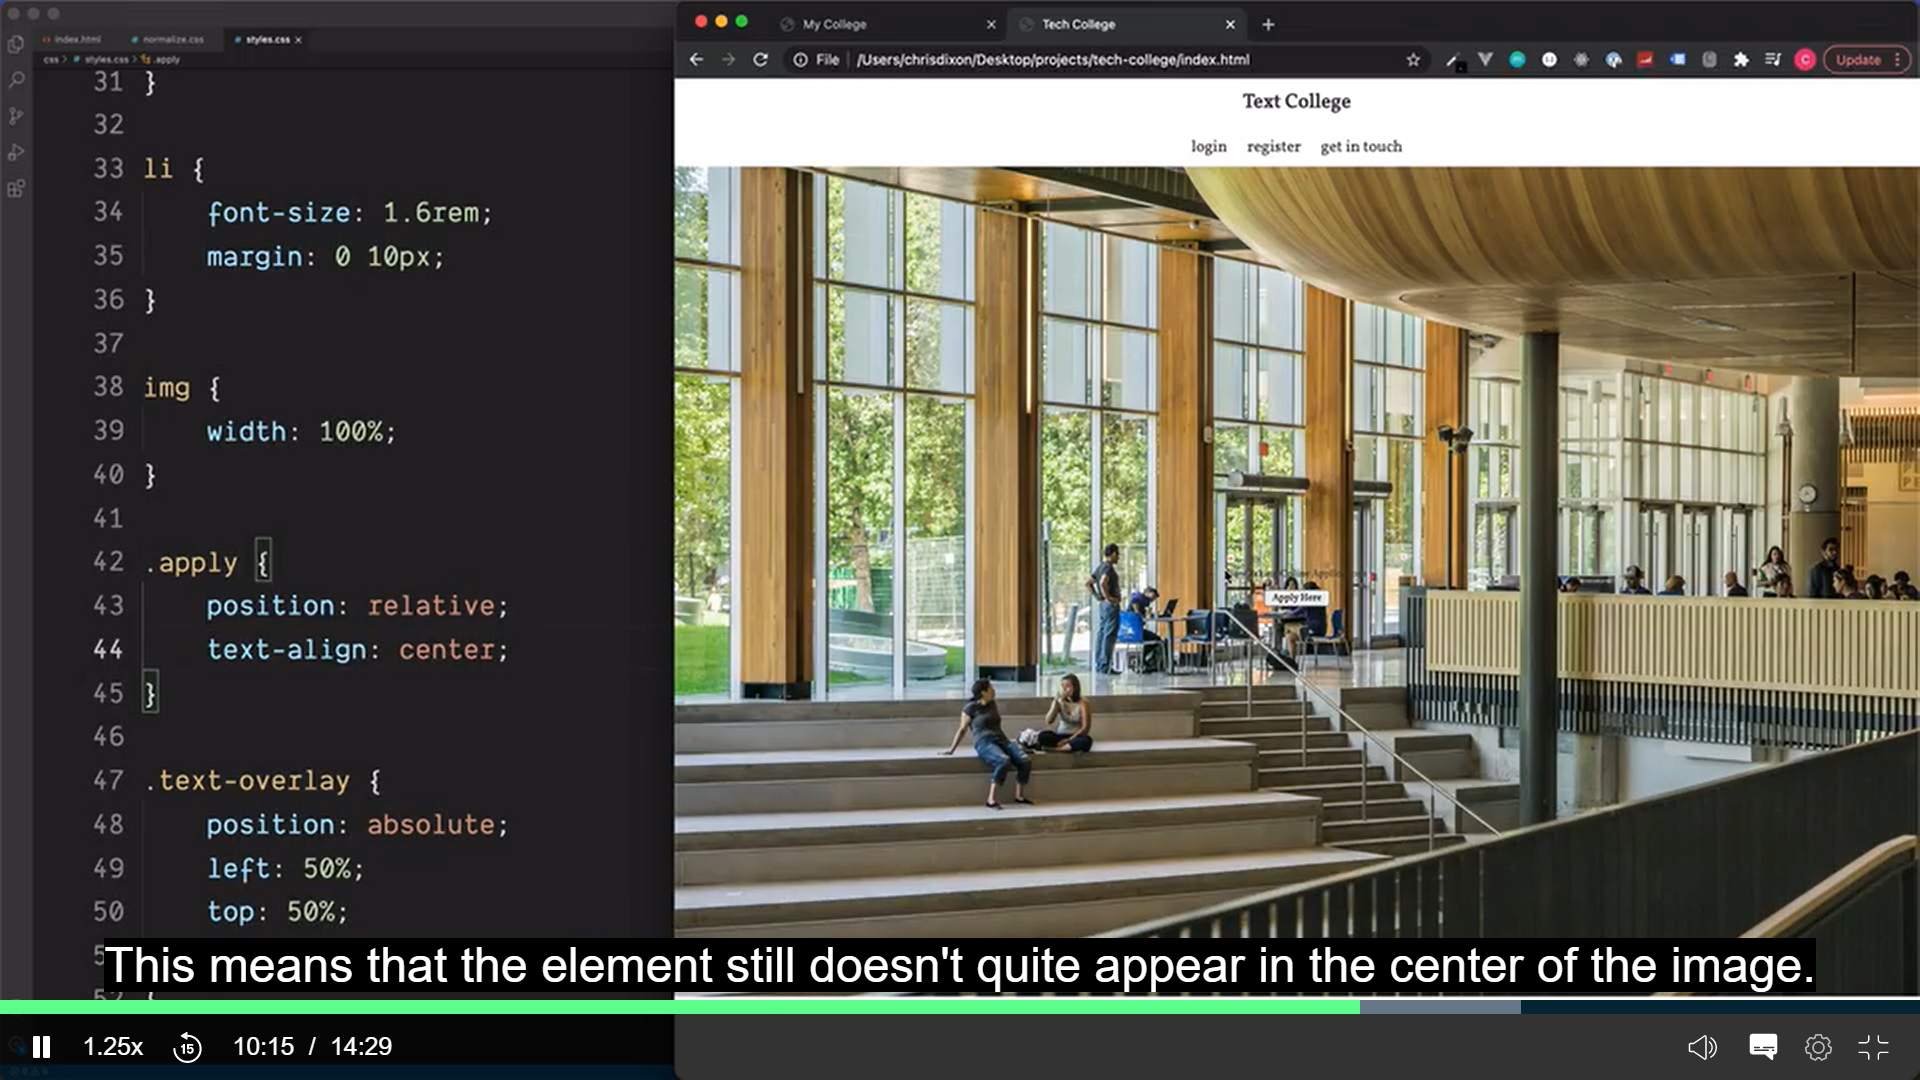 My College
Tech College
index.html
normalize.css
styles.css
css > styles.css > .apply
File
/Users/chrisdixon/Desktop/projects/tech-college/index.html
C
Update
31 }
32
33 li {
34 font-size: 1.6rem;
35 margin: 0 10px;
36 }
37
38 img {
39 width: 100%;
40 }
41
42 .apply {
43 position: relative;
44 text-align: center;
45 }
46
47 .text-overlay {
48 position: absolute;
49 left: 50%;
50 top: 50%;
Text College
login register get in touch
Apply Here
This means that the element still doesn't quite appear in the center of the image.
1.25x
15
10:15 / 14:29